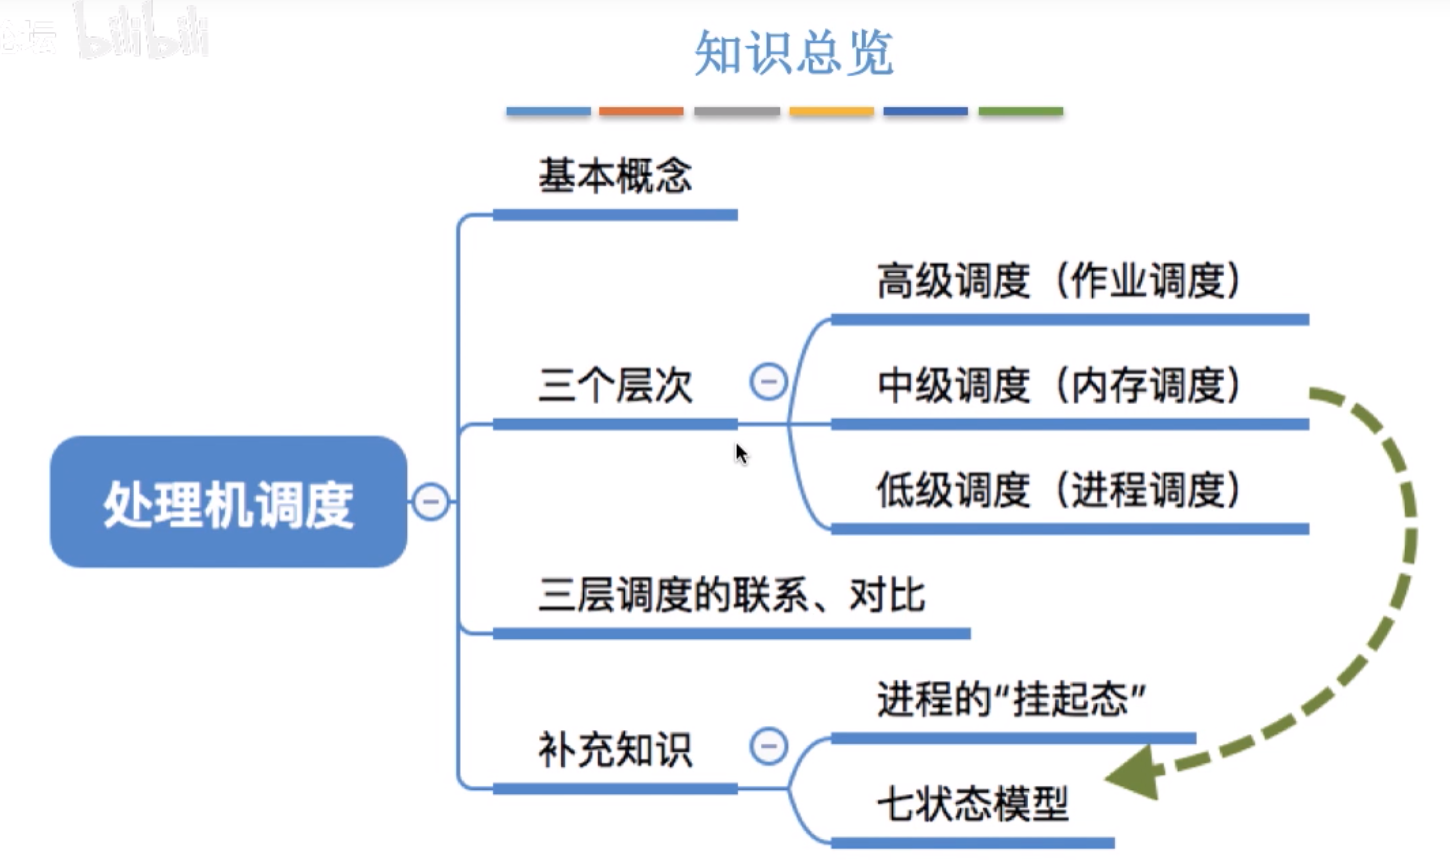 论坛 bilibili
知识总览
基本概念
高级调度（作业调度）
三个层次
中级调度（内存调度）
低级调度（进程调度）
处理机调度
三层调度的联系、对比
进程的“挂起态”
补充知识
七状态模型